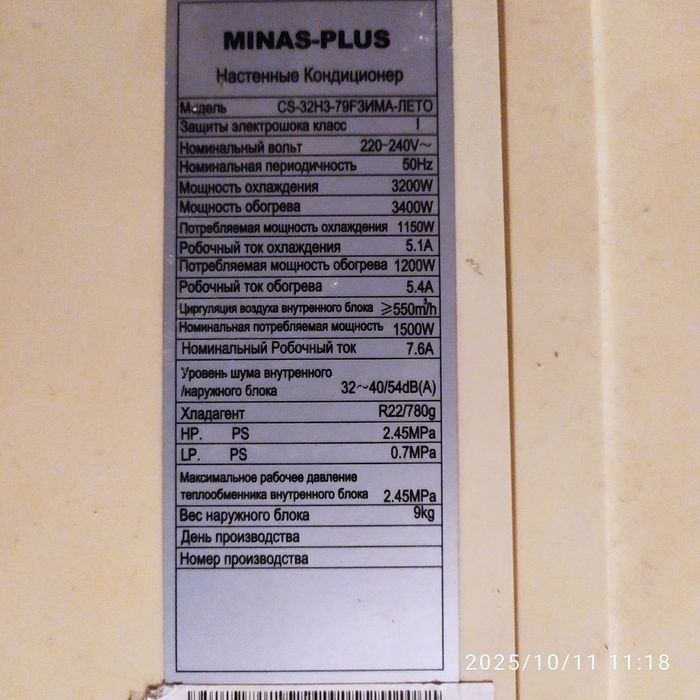 MINAS-PLUS
Настенные Кондиционер
Модель CS-32H3-79F3ИМА-ЛЕТО
Защиты электрошока класс I
Номинальный вольт 220-240V~
Номинальная периодичность 50Hz
Мощность охлаждения 3200W
Мощность обогрева 3400W
Потребляемая мощность охлаждения 1150W
Робочный ток охлаждения 5.1A
Потребляемая мощность обогрева 1200W
Робочный ток обогрева 5.4A
Циргуляция воздуха внутренного блока ≥550m³/h
Номинальная потребляемая мощность 1500W
Номинальный Робочный ток 7.6A
Уровень шума внутренного
/наружного блока 32~40/54dB(A)
Хладагент R22/780g
HP. PS 2.45MPa
LP. PS 0.7MPa
Максимальное рабочее давление
теплообменника внутренного блока 2.45MPa
Вес наружного блока 9kg
День производства
Номер производства
2025/10/11 11:18